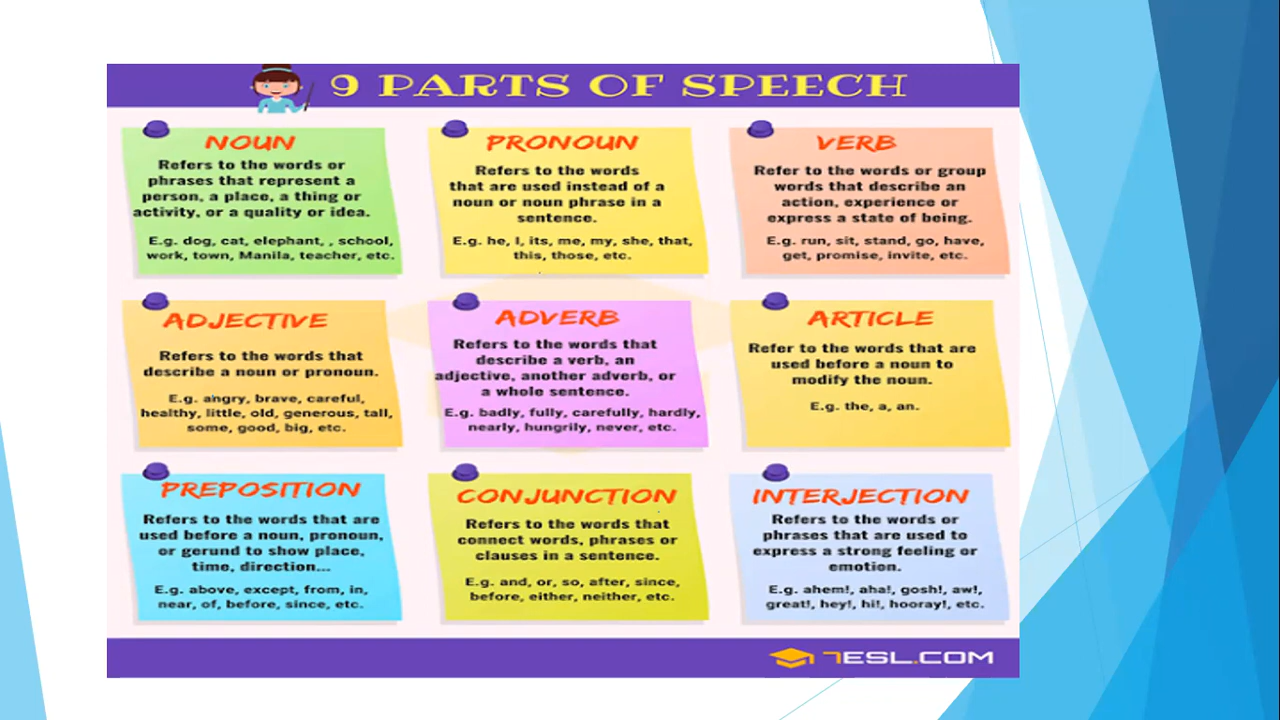 9 PARTS OF SPEECH
NOUN
Refers to the words or
phrases that represent a
person, a place, a thing or
activity, or a quality or idea.
E.g. dog, cat, elephant, , school,
work, town, Manila, teacher, etc.
PRONOUN
Refers to the words
that are used instead of a
noun or noun phrase in a
sentence.
E.g. he, I, its, me, my, she, that,
this, those, etc.
VERB
Refer to the words or group
words that describe an
action, experience or
express a state of being.
E.g. run, sit, stand, go, have,
get, promise, invite, etc.
ADJECTIVE
Refers to the words that
describe a noun or pronoun.
E.g. angry, brave, careful,
healthy, little, old, generous, tall,
some, good, big, etc.
ADVERB
Refers to the words that
describe a verb, an
adjective, another adverb, or
a whole sentence.
E.g. badly, fully, carefully, hardly,
nearly, hungrily, never, etc.
ARTICLE
Refer to the words that are
used before a noun to
modify the noun.
E.g. the, a, an.
PREPOSITION
Refers to the words that are
used before a noun, pronoun,
or gerund to show place,
time, direction...
E.g. above, except, from, in,
near, of, before, since, etc.
CONJUNCTION
Refers to the words that
connect words, phrases or
clauses in a sentence.
E.g. and, or, so, after, since,
before, either, neither, etc.
INTERJECTION
Refers to the words or
phrases that are used to
express a strong feeling or
emotion.
E.g. ahem!, aha!, gosh!, aw!,
great!, hey!, hi!, hooray!, etc.
7ESL.COM